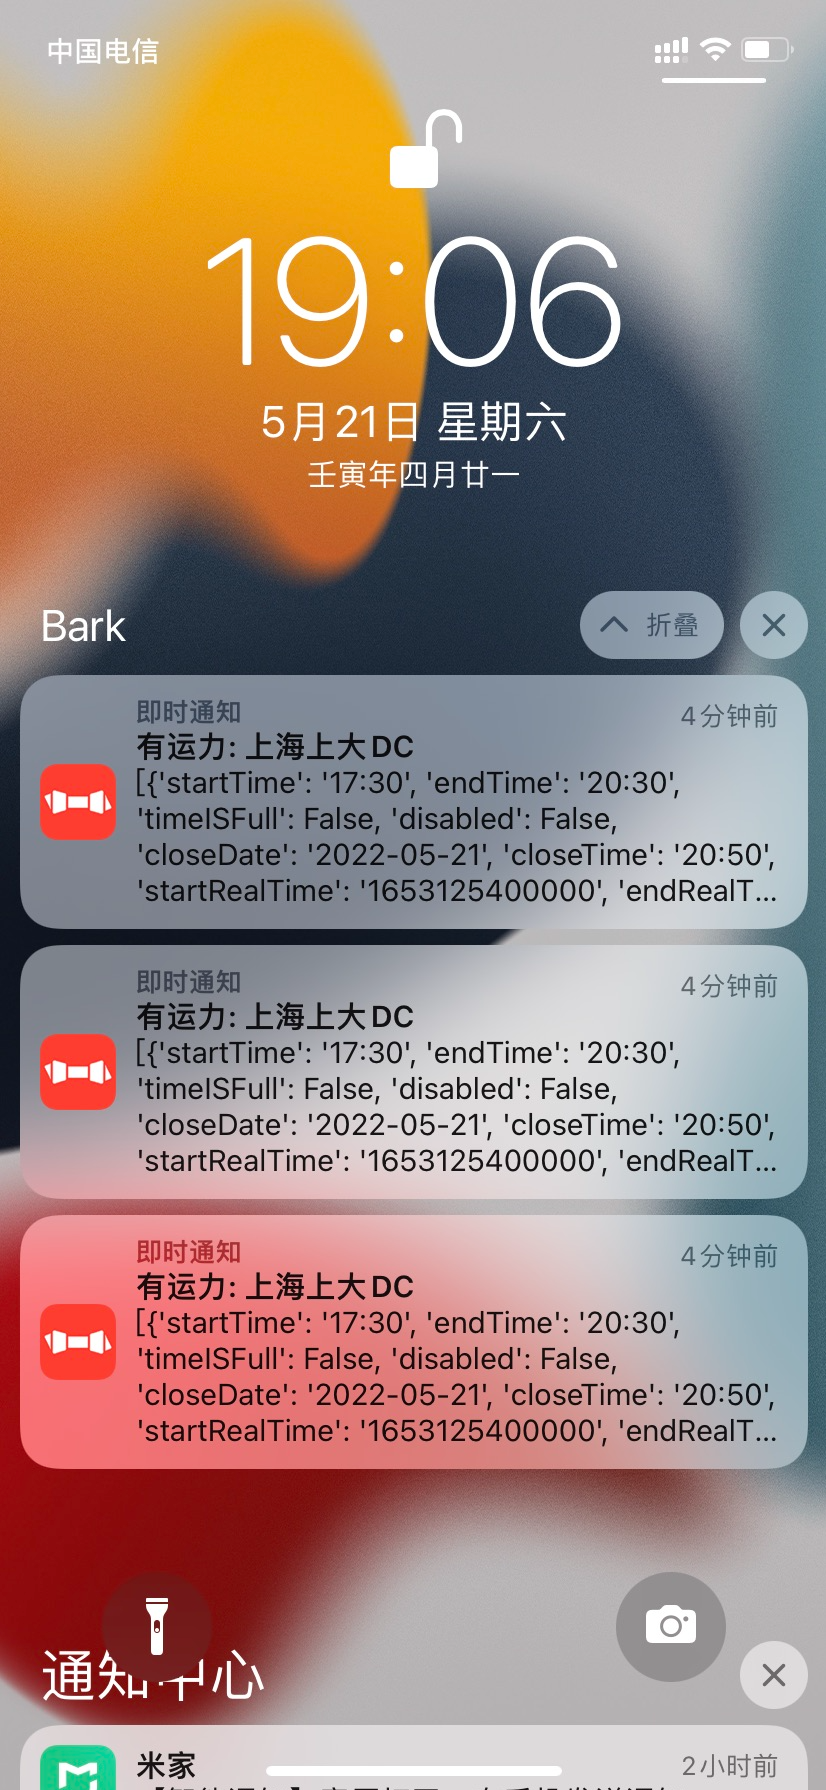 中国电信
19:06
5月21日 星期六
壬寅年四月廿一
Bark
折叠
即时通知
4分钟前
有运力: 上海上大DC
[{'startTime': '17:30', 'endTime': '20:30',
'timeISFull': False, 'disabled': False,
'closeDate': '2022-05-21', 'closeTime': '20:50',
'startRealTime': '1653125400000', 'endRealT...
即时通知
4分钟前
有运力: 上海上大DC
[{'startTime': '17:30', 'endTime': '20:30',
'timeISFull': False, 'disabled': False,
'closeDate': '2022-05-21', 'closeTime': '20:50',
'startRealTime': '1653125400000', 'endRealT...
即时通知
4分钟前
有运力: 上海上大DC
[{'startTime': '17:30', 'endTime': '20:30',
'timeISFull': False, 'disabled': False,
'closeDate': '2022-05-21', 'closeTime': '20:50',
'startRealTime': '1653125400000', 'endRealT...
通知中心
米家
2小时前